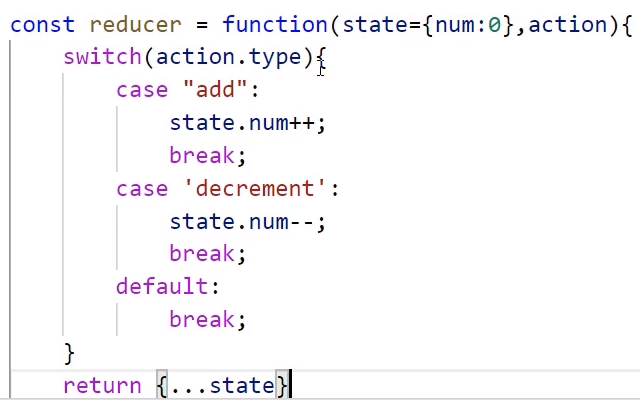 const reducer = function(state={num:0},action){
switch(action.type){
case "add":
state.num++;
break;
case 'decrement':
state.num--;
break;
default:
break;
}
return {...state}